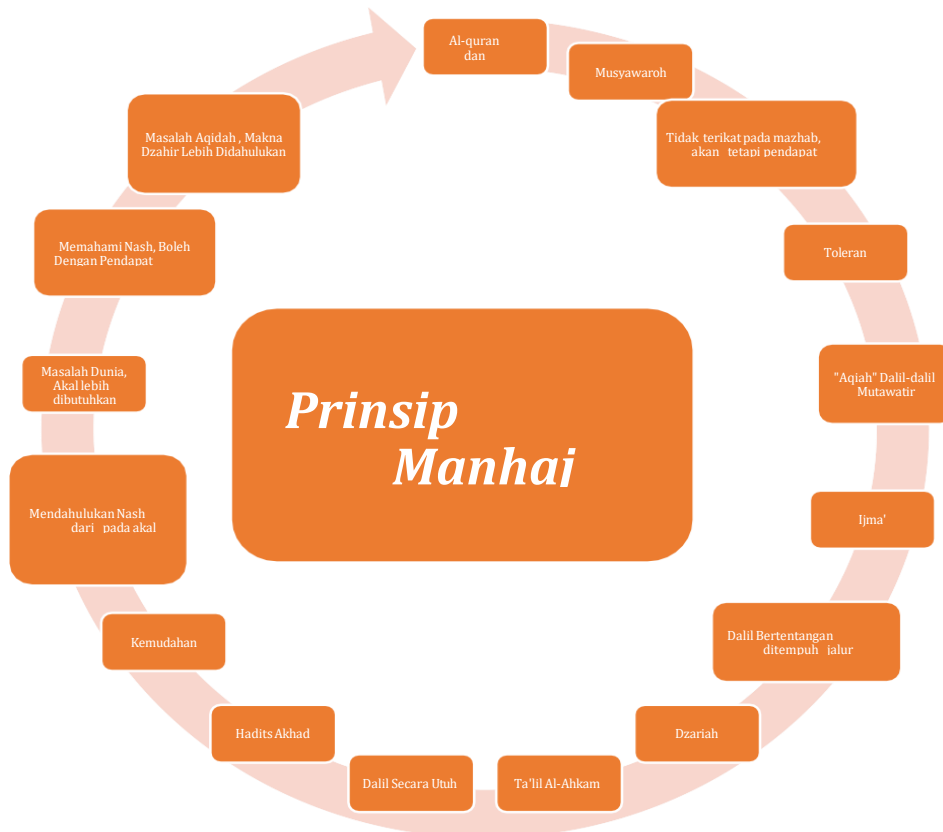 Al-quran
dan
Musyawaroh
Tidak terikat pada mazhab,
akan tetapi pendapat
Toleran
"Aqiah" Dalil-dalil
Mutawatir
Ijma'
Dalil Bertentangan
ditempuh jalur
Dzariah
Ta'lil Al-Ahkam
Dalil Secara Utuh
Hadits Akhad
Kemudahan
Mendahulukan Nash
dari pada akal
Masalah Dunia,
Akal lebih
dibutuhkan
Memahami Nash, Boleh
Dengan Pendapat
Masalah Aqidah , Makna
Dzahir Lebih Didahulukan
Prinsip
Manhaj